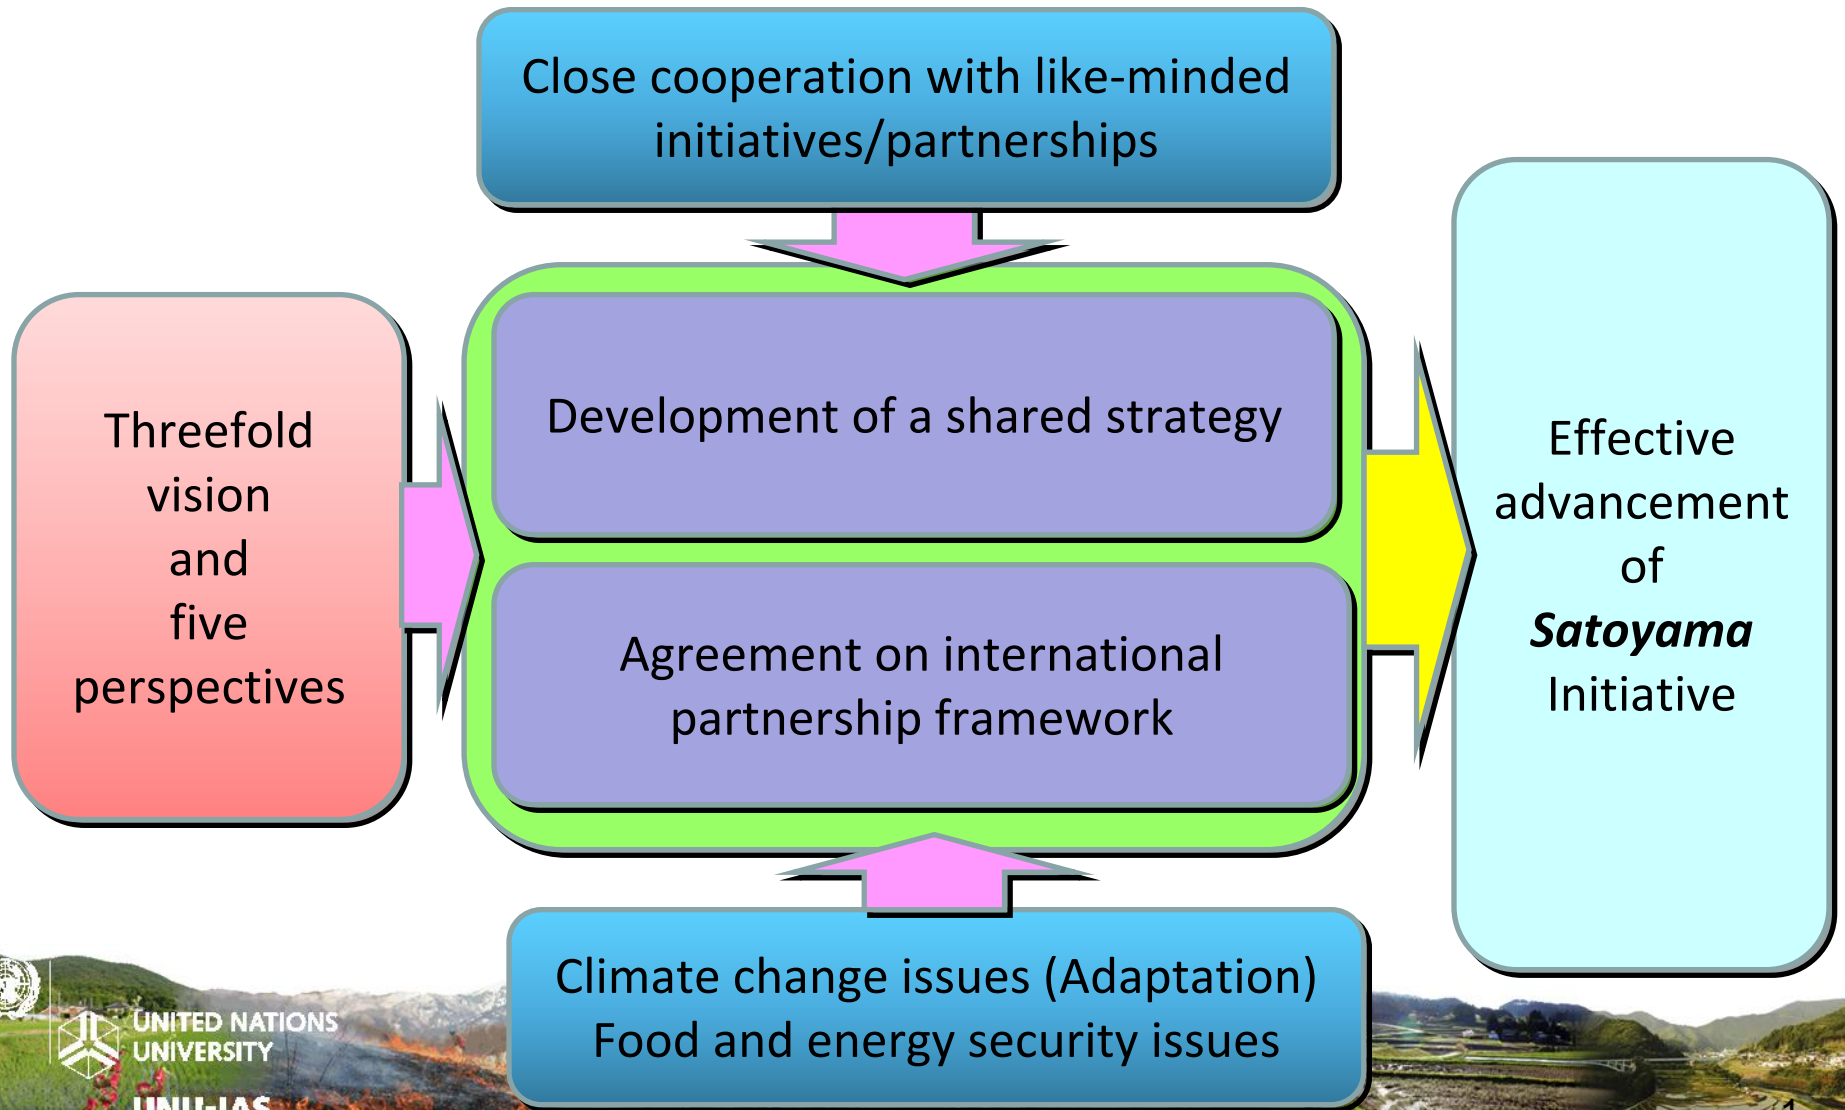 Close cooperation with like-minded
initiatives/partnerships
Threefold
vision
and
five
perspectives
Development of a shared strategy
Agreement on international
partnership framework
Effective
advancement
of
Satoyama
Initiative
Climate change issues (Adaptation)
Food and energy security issues
UNITED NATIONS
UNIVERSITY
UNU-IAS